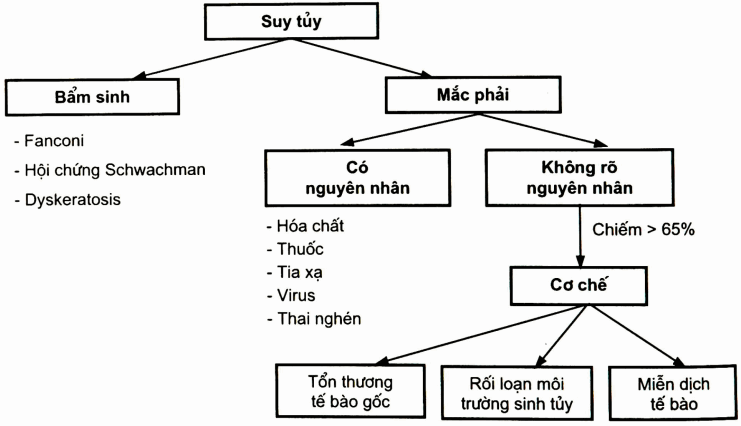 Suy tủy
Bẩm sinh
Mắc phải
- Fanconi
- Hội chứng Schwachman
- Dyskeratosis
Có
nguyên nhân
Không rõ
nguyên nhân
- Hóa chất
- Thuốc
- Tia xạ
- Virus
- Thai nghén
Chiếm > 65%
Cơ chế
Tổn thương
tế bào gốc
Rối loạn môi
trường sinh tủy
Miễn dịch
tế bào